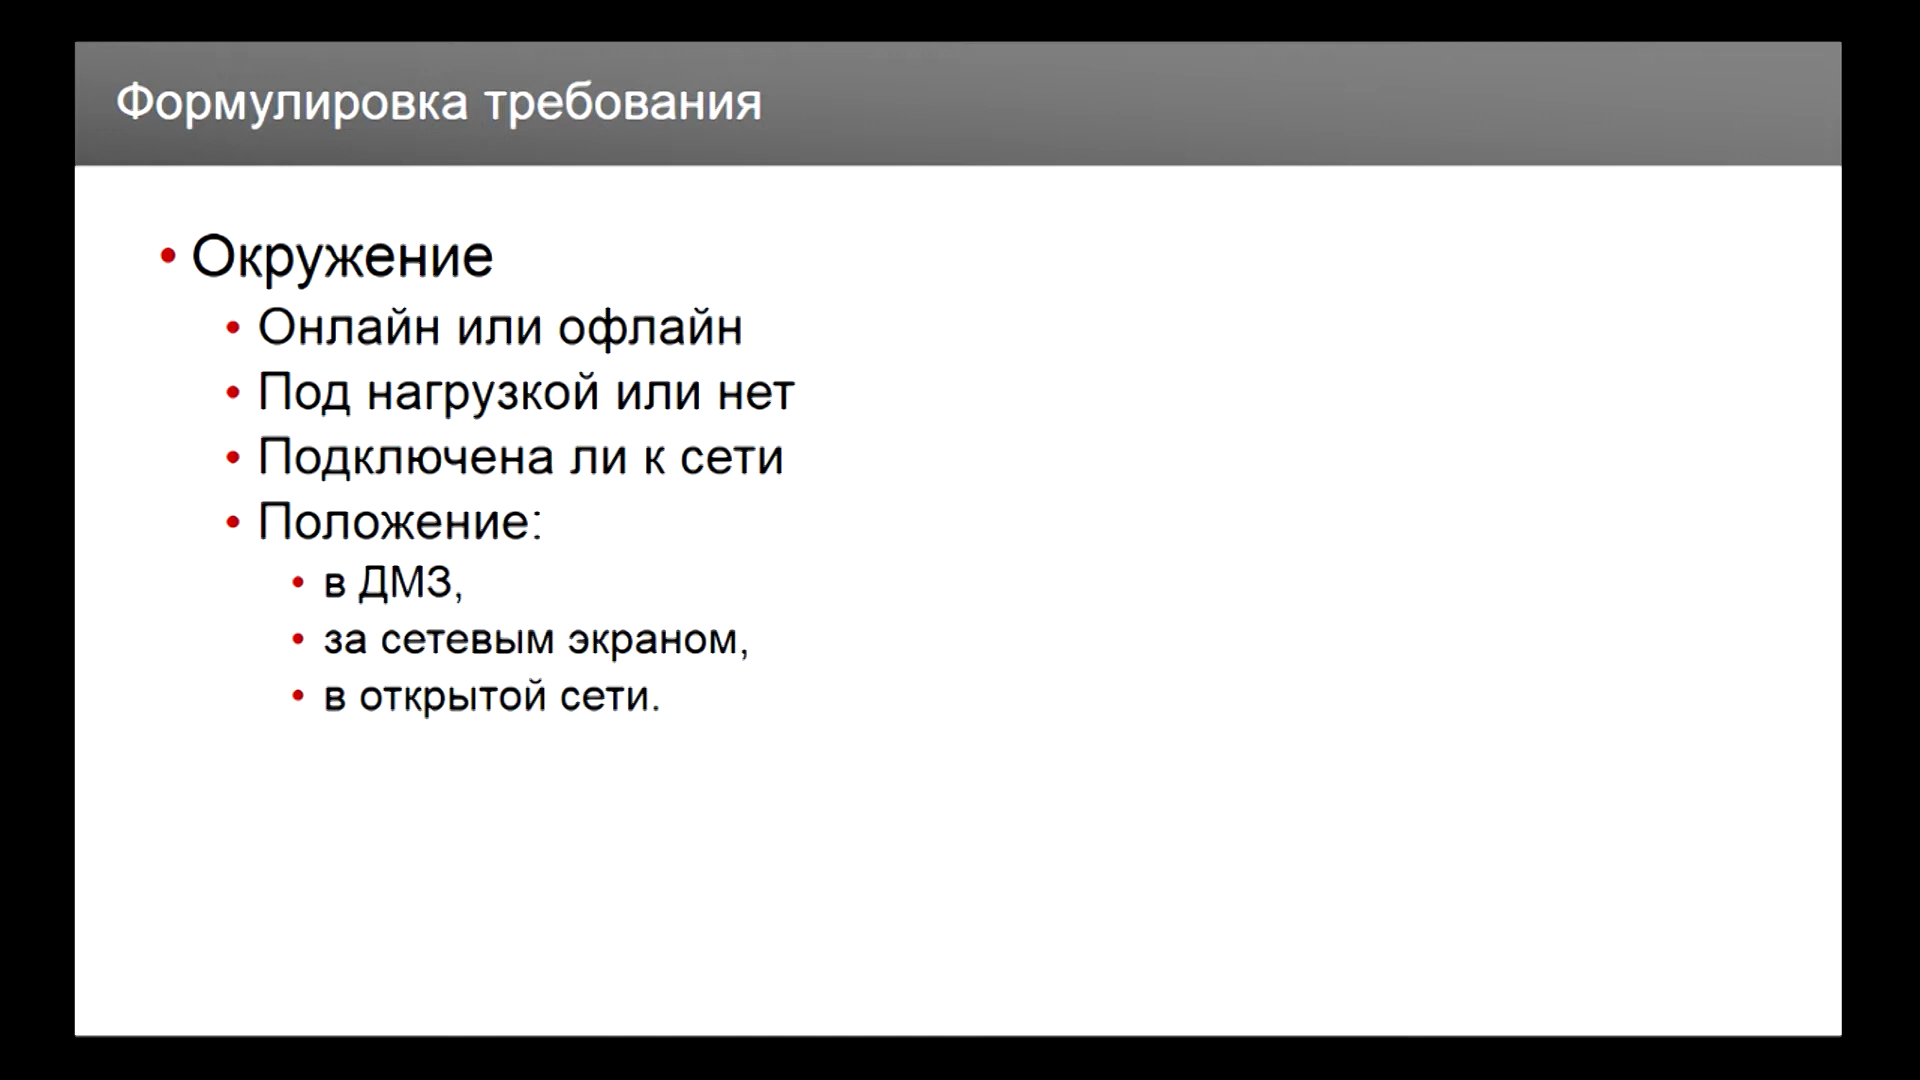 Формулировка требования
• Окружение
• Онлайн или офлайн
• Под нагрузкой или нет
• Подключена ли к сети
• Положение:
• в ДМЗ,
• за сетевым экраном,
• в открытой сети.